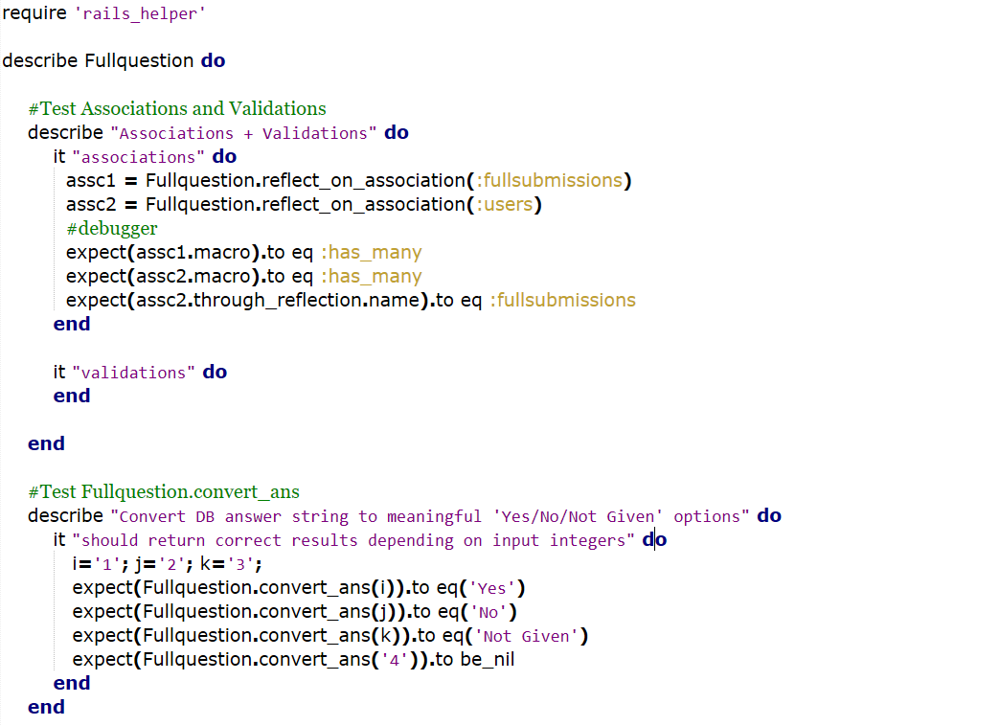 require 'rails_helper'
describe Fullquestion do
#Test Associations and Validations
describe "Associations + Validations" do
it "associations" do
assc1 = Fullquestion.reflect_on_association(:fullsubmissions)
assc2 = Fullquestion.reflect_on_association(:users)
#debugger
expect(assc1.macro).to eq :has_many
expect(assc2.macro).to eq :has_many
expect(assc2.through_reflection.name).to eq :fullsubmissions
end
it "validations" do
end
end
#Test Fullquestion.convert_ans
describe "Convert DB answer string to meaningful 'Yes/No/Not Given' options" do
it "should return correct results depending on input integers" do
i='1'; j='2'; k='3';
expect(Fullquestion.convert_ans(i)).to eq('Yes')
expect(Fullquestion.convert_ans(j)).to eq('No')
expect(Fullquestion.convert_ans(k)).to eq('Not Given')
expect(Fullquestion.convert_ans('4')).to be_nil
end
end